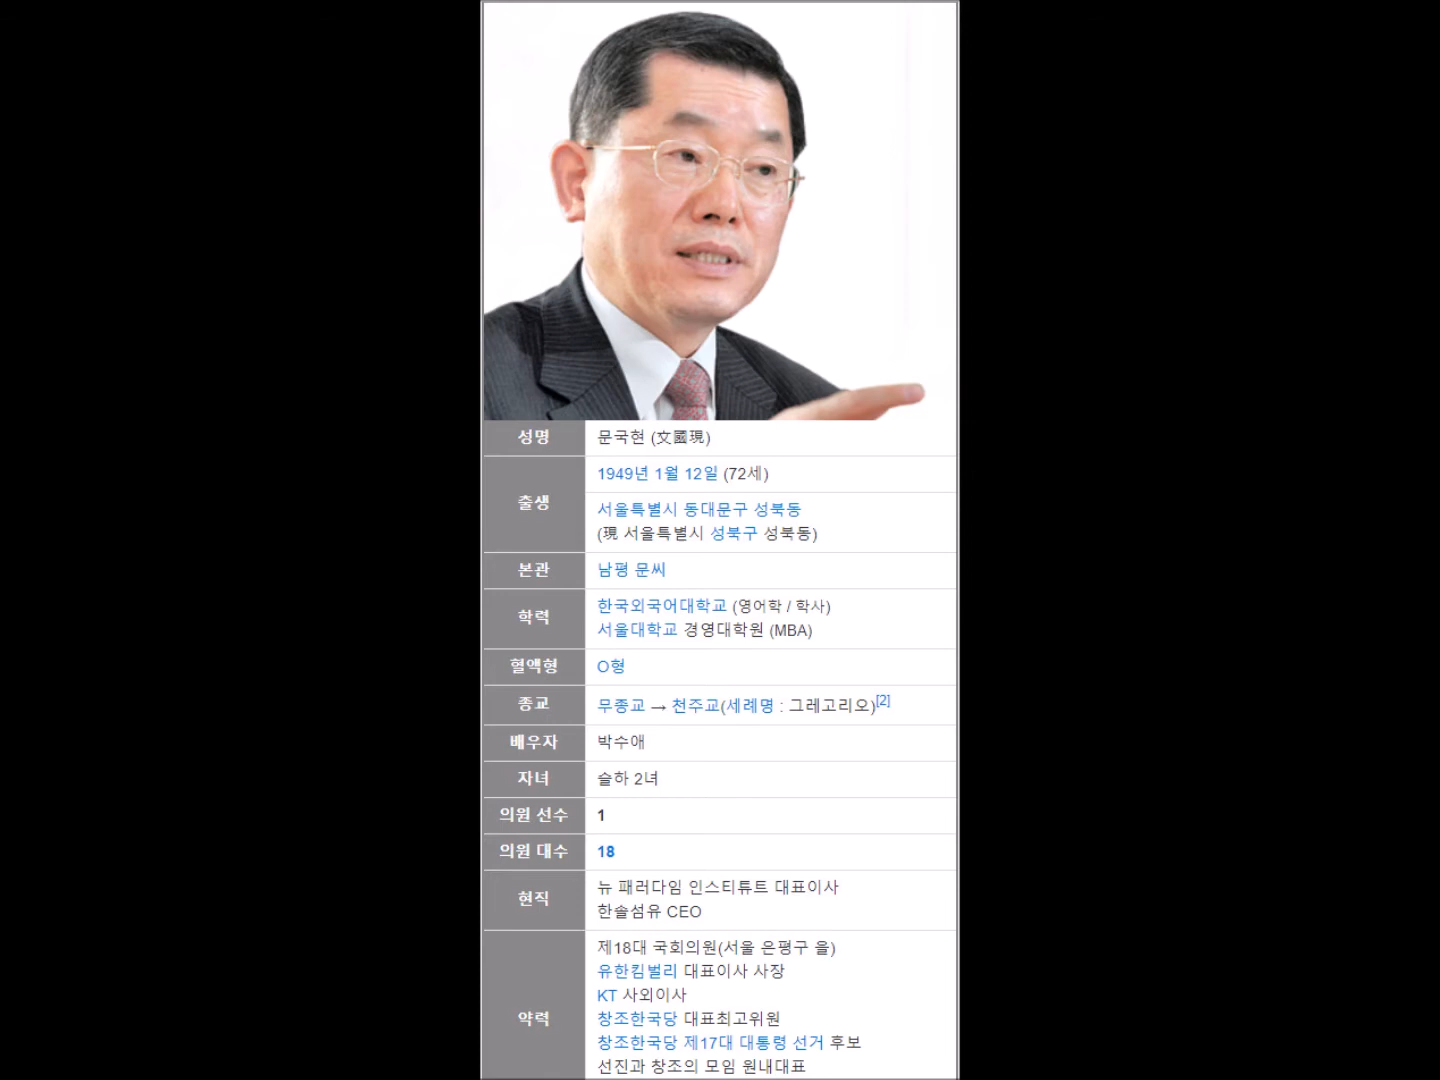 성명 문국현 (文國現)
출생 1949년 1월 12일 (72세)
서울특별시 동대문구 성북동
(現 서울특별시 성북구 성북동)
본관 남평 문씨
학력 한국외국어대학교 (영어학 / 학사)
서울대학교 경영대학원 (MBA)
혈액형 O형
종교 무종교 → 천주교(세례명 : 그레고리오)[2]
배우자 박수애
자녀 슬하 2녀
의원 선수 1
의원 대수 18
현직 뉴 패러다임 인스티튜트 대표이사
한솔섬유 CEO
약력 제18대 국회의원(서울 은평구 을)
유한킴벌리 대표이사 사장
KT 사외이사
창조한국당 대표최고위원
창조한국당 제17대 대통령 선거 후보
선진과 창조의 모임 원내대표